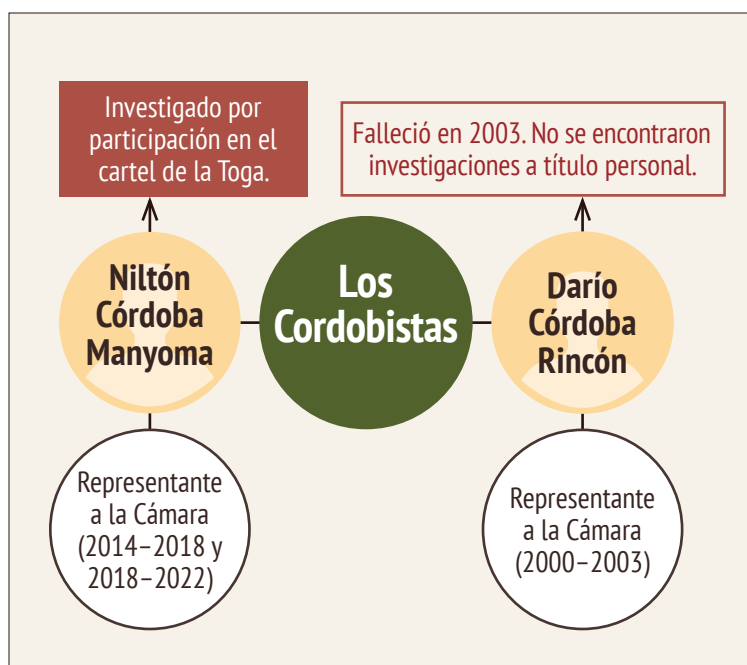 Investigado por
participación en el
cartel de la Toga.
Falleció en 2003. No se encontraron
investigaciones a título personal.
Niltón
Córdoba
Manyoma
Los
Cordobistas
Darío
Córdoba
Rincón
Representante
a la Cámara
(2014–2018 y
2018–2022)
Representante
a la Cámara
(2000–2003)